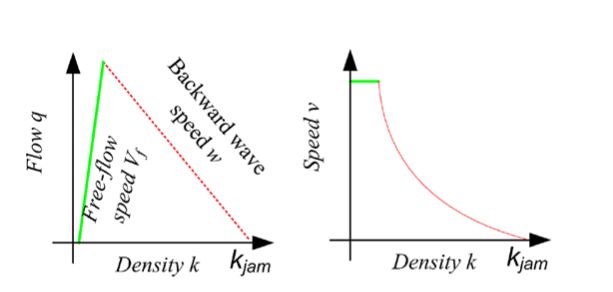 Flow q
Free-flow
speed Vf
Backward wave
speed w
Density k
kjam
Speed v
Density k
kjam